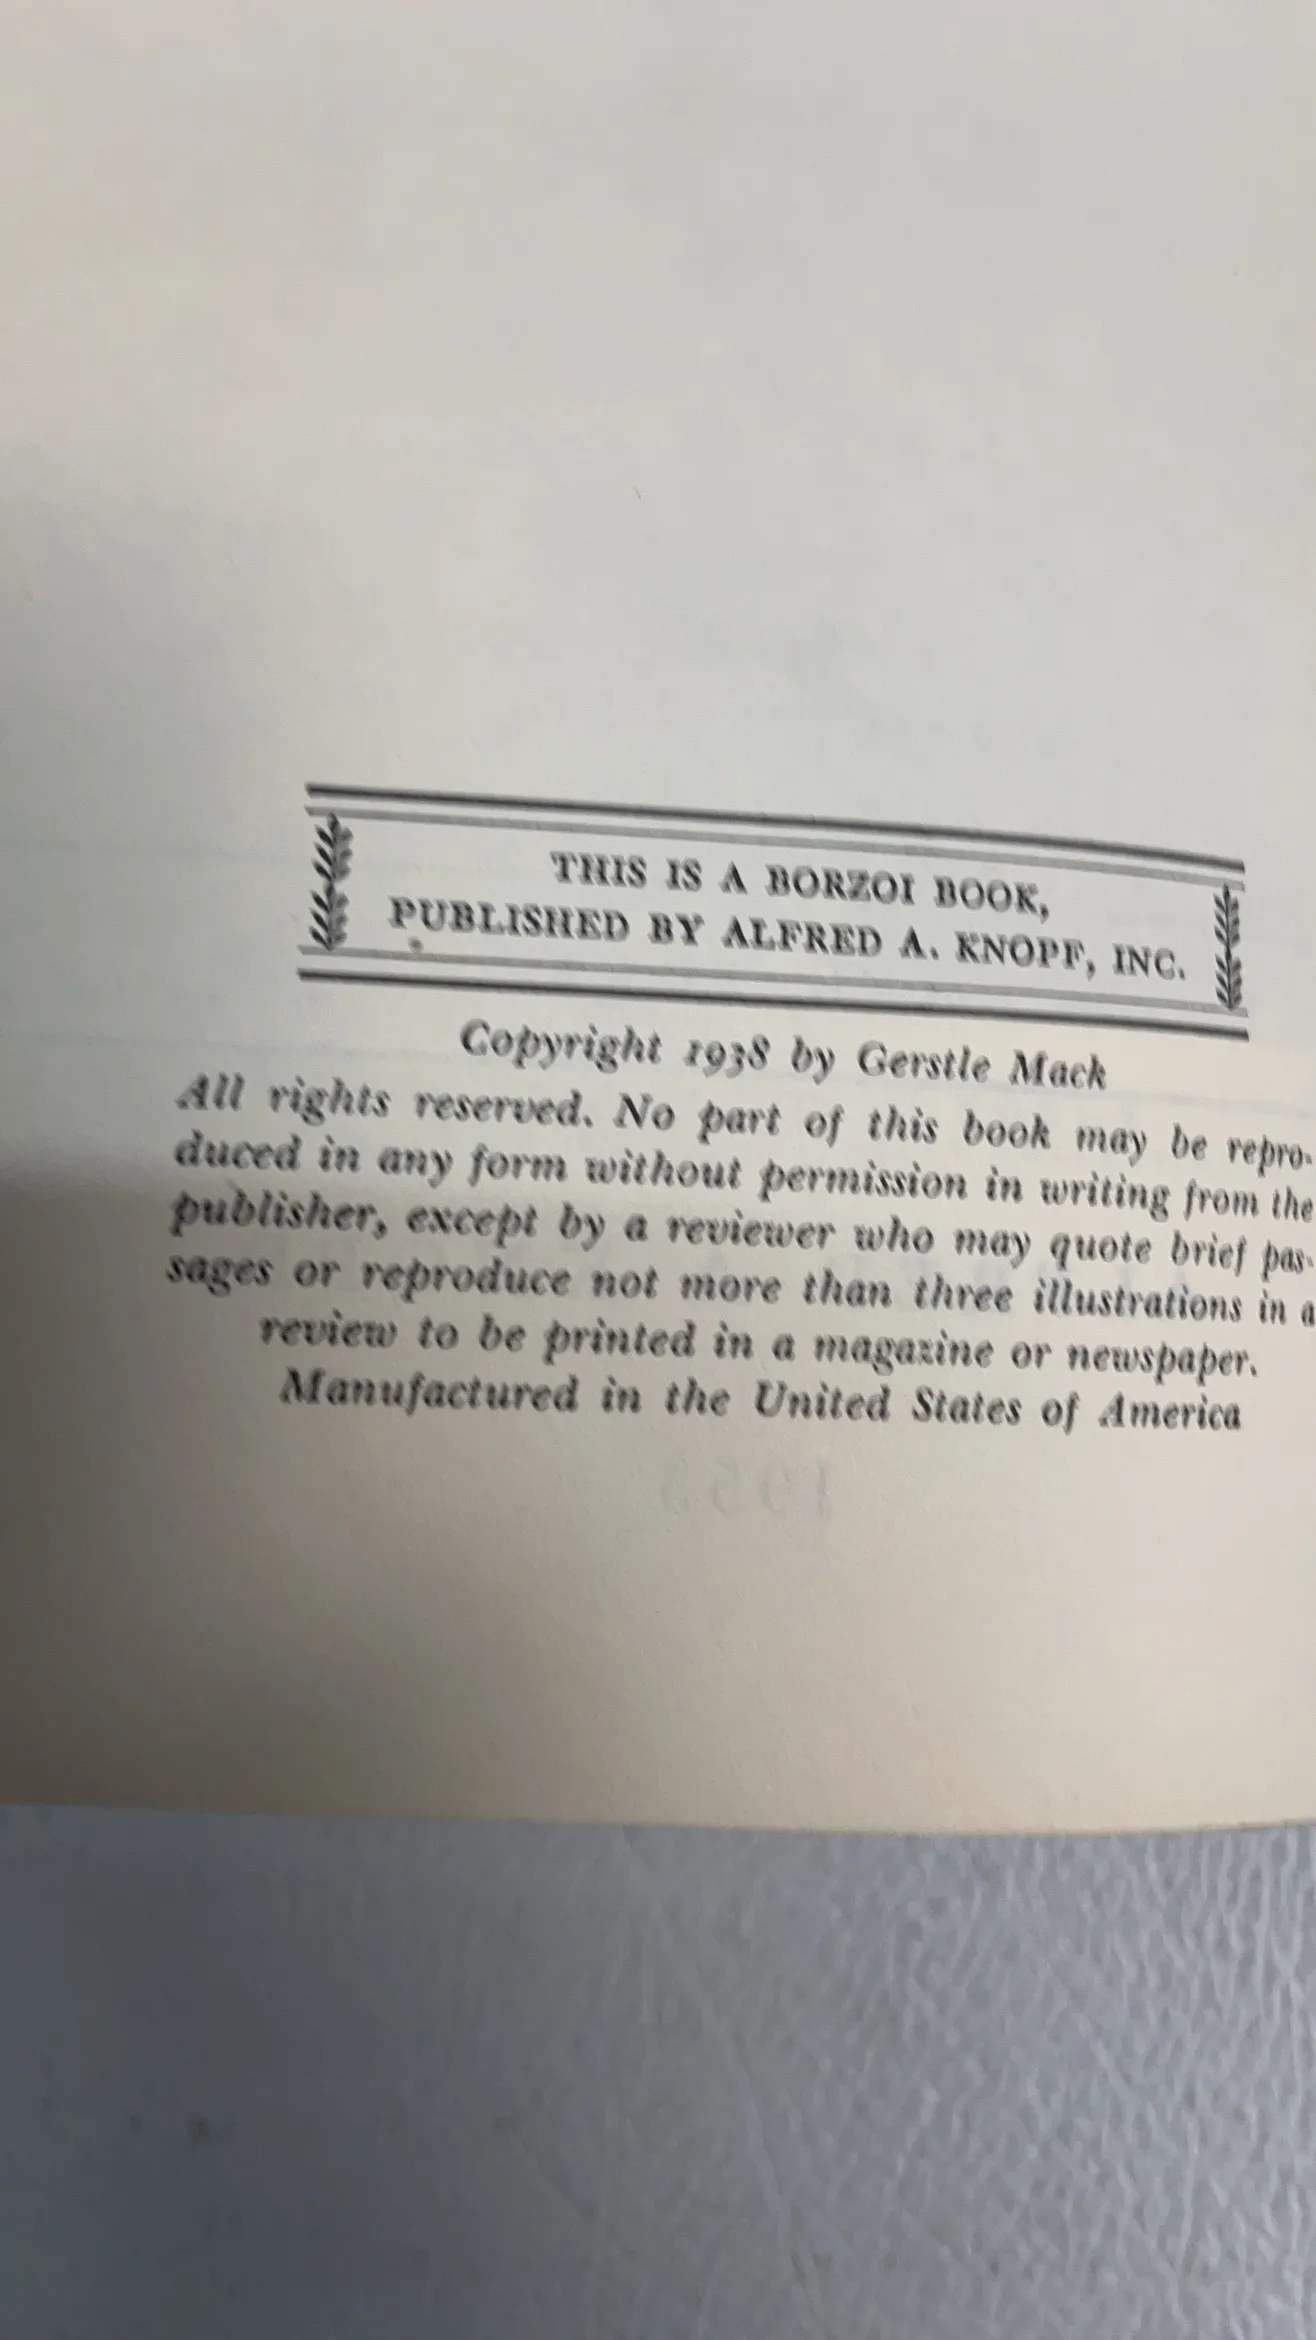 THIS IS A BORZOI BOOK,
PUBLISHED BY ALFRED A. KNOPF, INC.
Copyright 1938 by Gerstle Mack
All rights reserved. No part of this book may be repro-
duced in any form without permission in writing from the
publisher, except by a reviewer who may quote brief pas-
sages or reproduce not more than three illustrations in a
review to be printed in a magazine or newspaper.
Manufactured in the United States of America